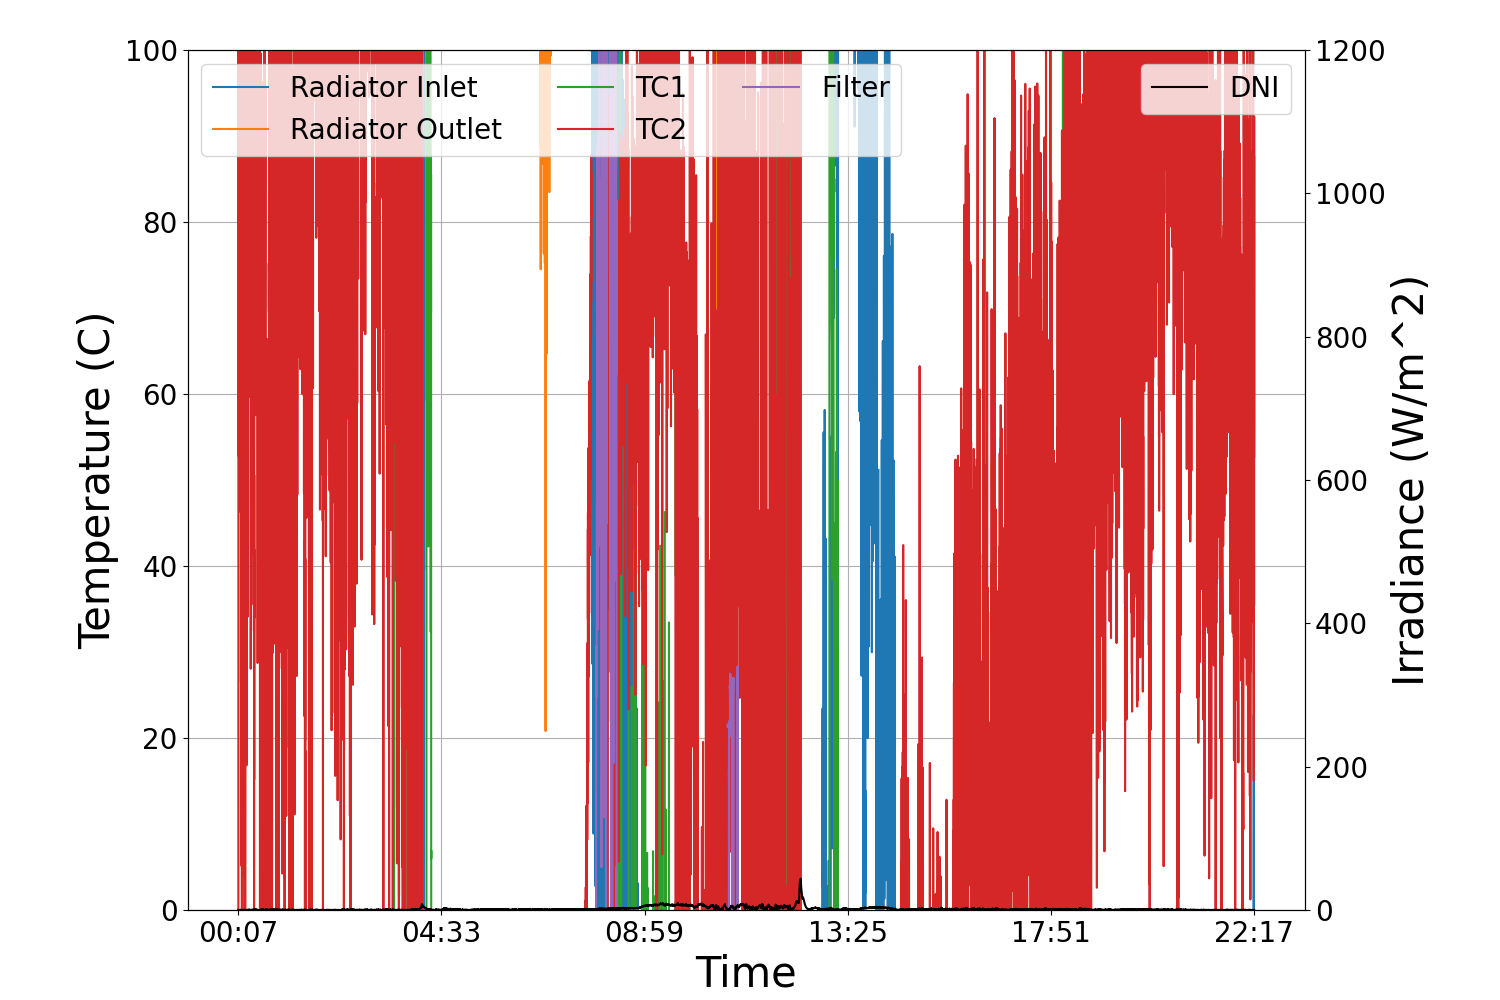 100
80
60
40
20
0
Temperature (C)
1200
1000
800
600
400
200
0
Irradiance (W/m^2)
Radiator Inlet
Radiator Outlet
TC1
TC2
Filter
DNI
00:07
04:33
08:59
13:25
17:51
22:17
Time